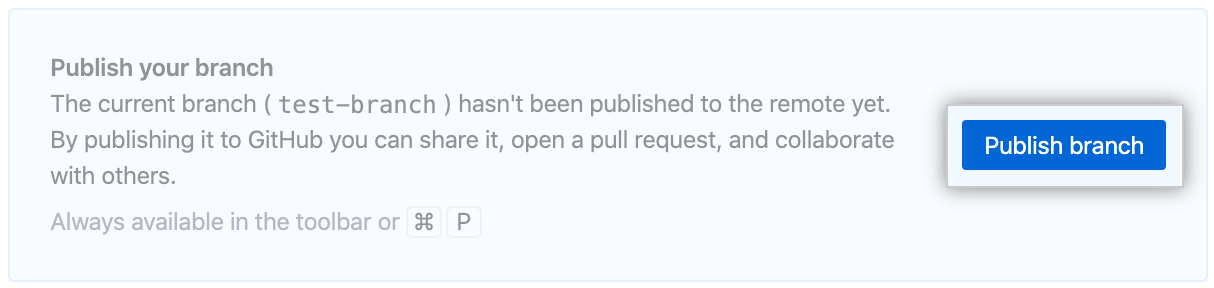 Publish your branch
The current branch ( test-branch ) hasn't been published to the remote yet.
By publishing it to GitHub you can share it, open a pull request, and collaborate
with others.
Always available in the toolbar or ⌘ P
Publish branch